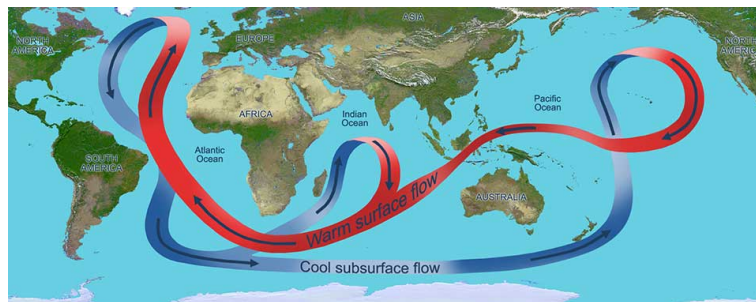 NORTH
AMERICA
EUROPE
ASIA
NORTH
AMERICA
AFRICA
Indian
Ocean
Pacific
Ocean
Atlantic
Ocean
SOUTH
AMERICA
AUSTRALIA
Warm surface flow
Cool subsurface flow